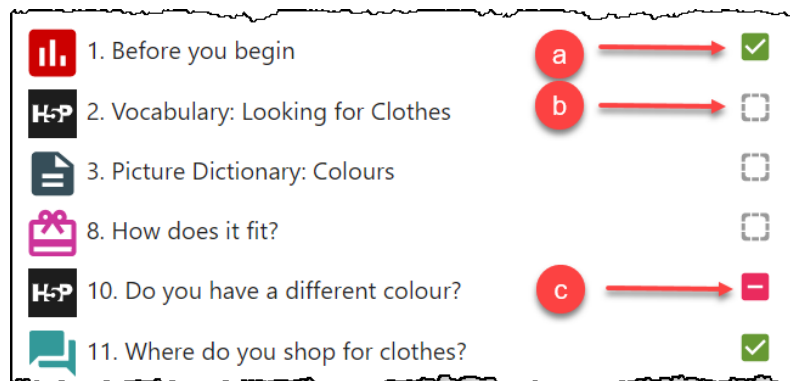 1. Before you begin a
H5P 2. Vocabulary: Looking for Clothes b
3. Picture Dictionary: Colours
8. How does it fit?
H5P 10. Do you have a different colour? c
11. Where do you shop for clothes?